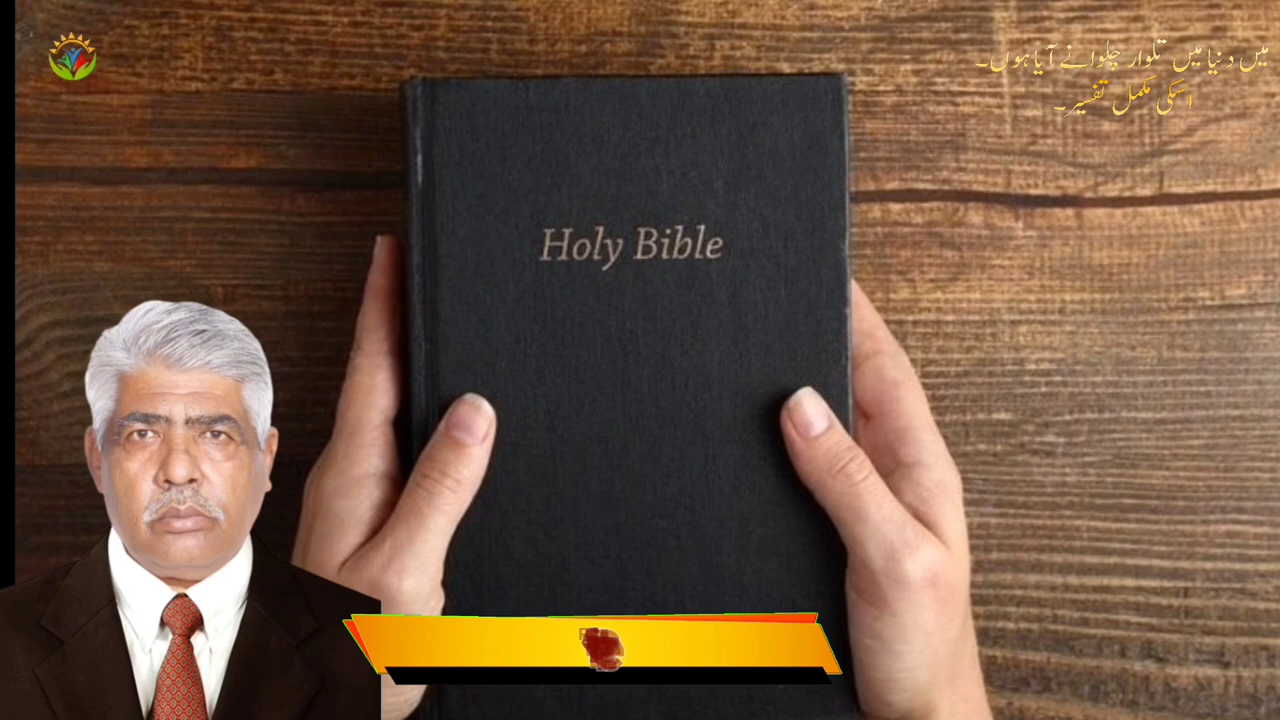 میں دنیا میں تلوار چلوانے آیا ہوں۔
اسکی مکمل تفسیر۔
Holy Bible